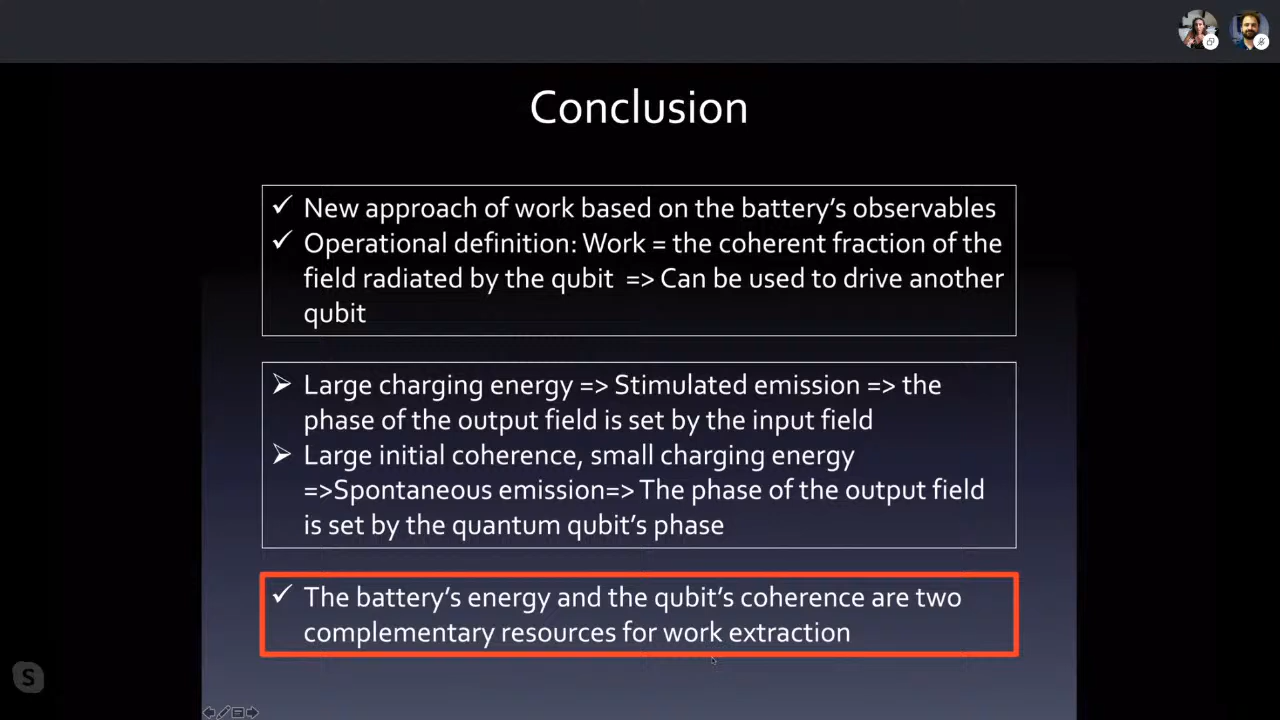 Conclusion
✓ New approach of work based on the battery’s observables
✓ Operational definition: Work = the coherent fraction of the
field radiated by the qubit => Can be used to drive another
qubit
➢ Large charging energy => Stimulated emission => the
phase of the output field is set by the input field
➢ Large initial coherence, small charging energy
=>Spontaneous emission=> The phase of the output field
is set by the quantum qubit’s phase
✓ The battery’s energy and the qubit’s coherence are two
complementary resources for work extraction
S